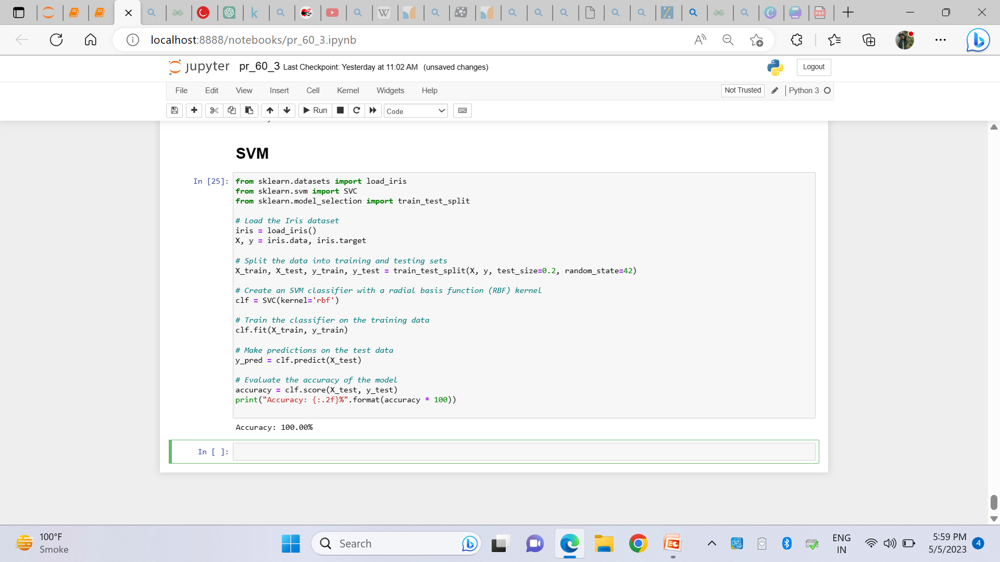 localhost:8888/notebooks/pr_60_3.ipynb
jupyter pr_60_3 Last Checkpoint: Yesterday at 11:02 AM (unsaved changes)
Logout
File Edit View Insert Cell Kernel Widgets Help
Not Trusted
Python 3
Run
Code
SVM
In [25]:
from sklearn.datasets import load_iris
from sklearn.svm import SVC
from sklearn.model_selection import train_test_split
# Load the Iris dataset
iris = load_iris()
X, y = iris.data, iris.target
# Split the data into training and testing sets
X_train, X_test, y_train, y_test = train_test_split(X, y, test_size=0.2, random_state=42)
# Create an SVM classifier with a radial basis function (RBF) kernel
clf = SVC(kernel='rbf')
# Train the classifier on the training data
clf.fit(X_train, y_train)
# Make predictions on the test data
y_pred = clf.predict(X_test)
# Evaluate the accuracy of the model
accuracy = clf.score(X_test, y_test)
print("Accuracy: {:.2f}%".format(accuracy * 100))
Accuracy: 100.00%
In [ ]:
100°F
Smoke
Search
ENG
IN
5:59 PM
5/5/2023
4